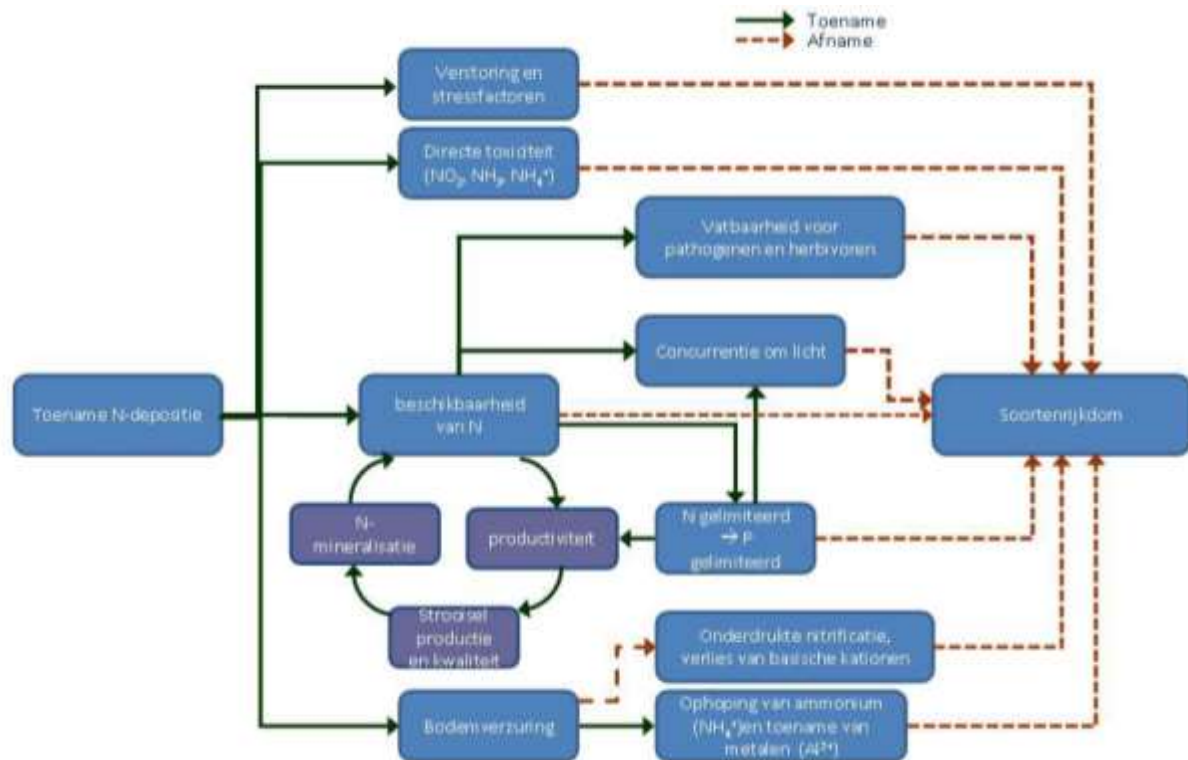 Toename
Afname
Verstoring en
stressfactoren
Directe toxiciteit
(NO₃, NH₃, NH₄⁺)
Vatbaarheid voor
pathogenen en herbivoren
Concurrentie om licht
Toename N-depositie
beschikbaarheid
van N
Soortenrijkdom
N-
mineralisatie
productiviteit
N gelimiteerd
→ P
gelimiteerd
Strooisel
productie
en kwaliteit
Onderdrukte nitrificatie,
verlies van basische kationen
Bodemverzuring
Ophoping van ammonium
(NH₄⁺)en toename van
metalen (Al³⁺)